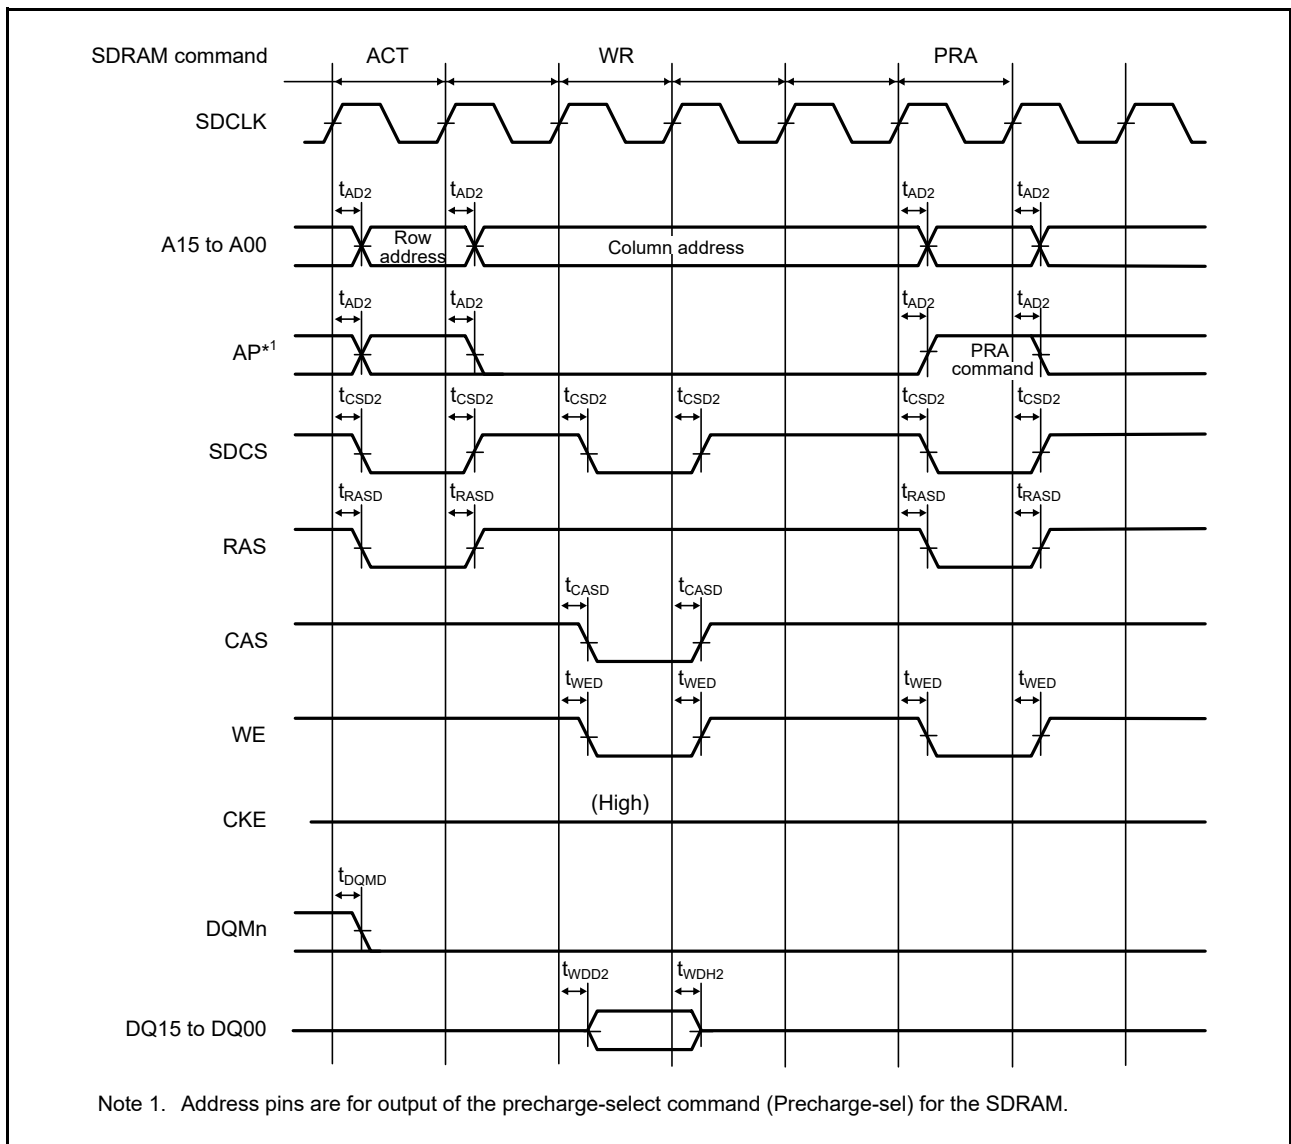 SDRAM command ACT WR PRA
SDCLK
tAD2 tAD2 tAD2 tAD2
A15 to A00 Row address Column address
tAD2 tAD2 tAD2 tAD2
AP*1 PRA command
tCSD2 tCSD2 tCSD2 tCSD2 tCSD2 tCSD2
SDCS
tRASD tRASD tRASD tRASD
RAS
tCASD tCASD
CAS
tWED tWED tWED tWED
WE
(High)
CKE
tDQMD
DQMn
tWDD2 tWDH2
DQ15 to DQ00
Note 1. Address pins are for output of the precharge-select command (Precharge-sel) for the SDRAM.